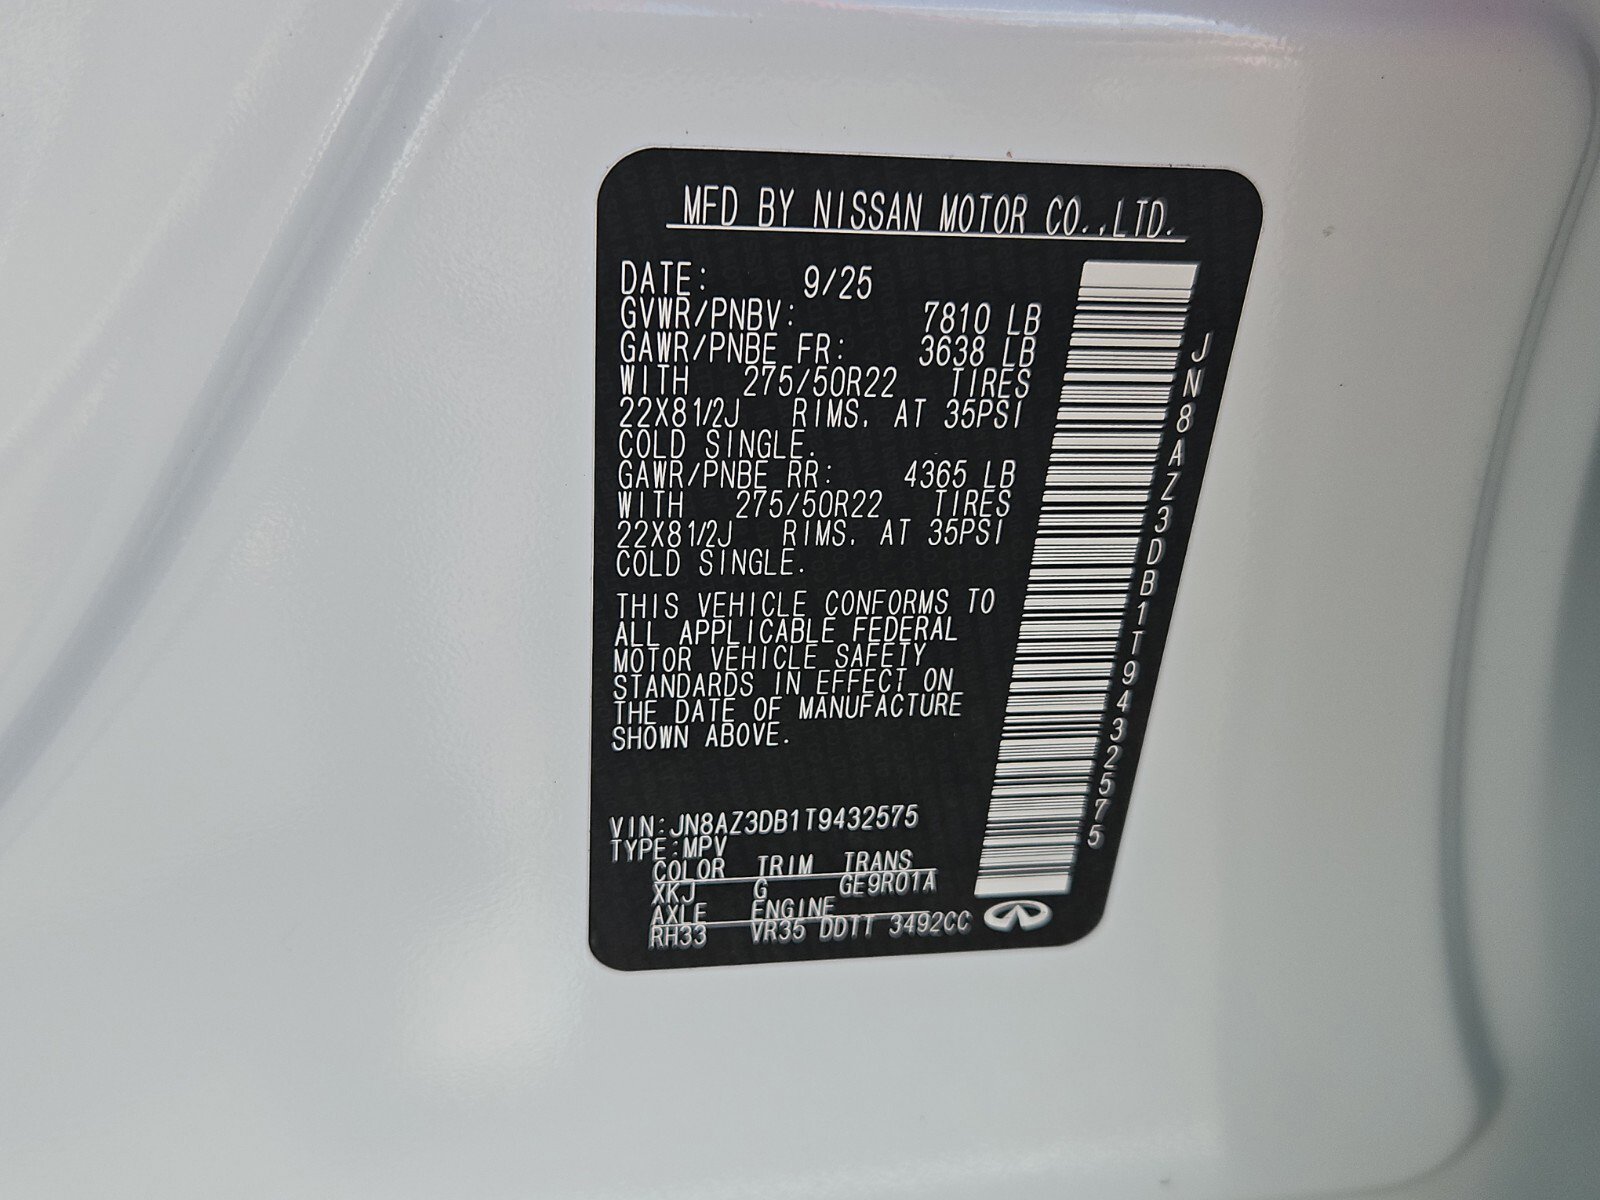 MFD BY NISSAN MOTOR CO.,LTD.
DATE: 9/25
GVWR/PNBV: 7810 LB
GAWR/PNBE FR: 3638 LB
WITH 275/50R22 TIRES
22X81/2J RIMS. AT 35PSI
COLD SINGLE.
GAWR/PNBE RR: 4365 LB
WITH 275/50R22 TIRES
22X81/2J RIMS. AT 35PSI
COLD SINGLE.
THIS VEHICLE CONFORMS TO
ALL APPLICABLE FEDERAL
MOTOR VEHICLE SAFETY
STANDARDS IN EFFECT ON
THE DATE OF MANUFACTURE
SHOWN ABOVE.
VIN:JN8AZ3DB1T9432575
TYPE:MPV
COLOR TRIM TRANS
XKJ G GE9R01A
AXLE ENGINE
RH33 VR35 DDTT 3492CC
JN8AZ3DB1T9432575